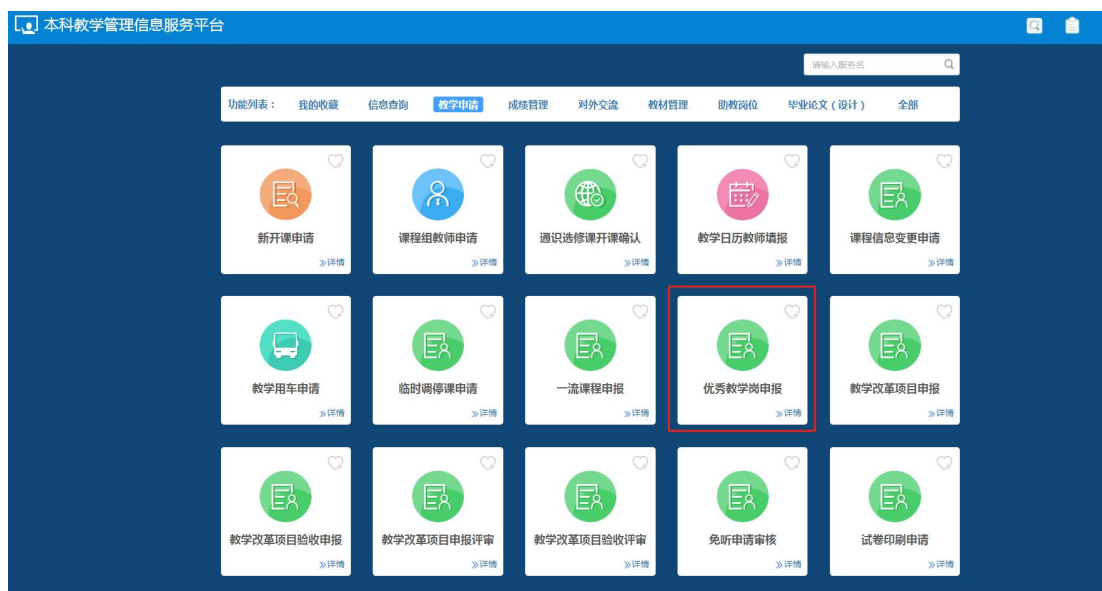 本科教学管理信息服务平台
请输入服务名
功能列表： 我的收藏 信息查询 教学申请 成绩管理 对外交流 教材管理 助教岗位 毕业论文（设计） 全部
新开课申请 课程组教师申请 通识选修课开课确认 教学日历教师填报 课程信息变更申请
»详情 »详情 »详情 »详情 »详情
教学用车申请 临时调停课申请 一流课程申报 优秀教学岗申报 教学改革项目申报
»详情 »详情 »详情 »详情 »详情
教学改革项目验收申报 教学改革项目申报评审 教学改革项目验收评审 免听申请审核 试卷印刷申请
»详情 »详情 »详情 »详情 »详情